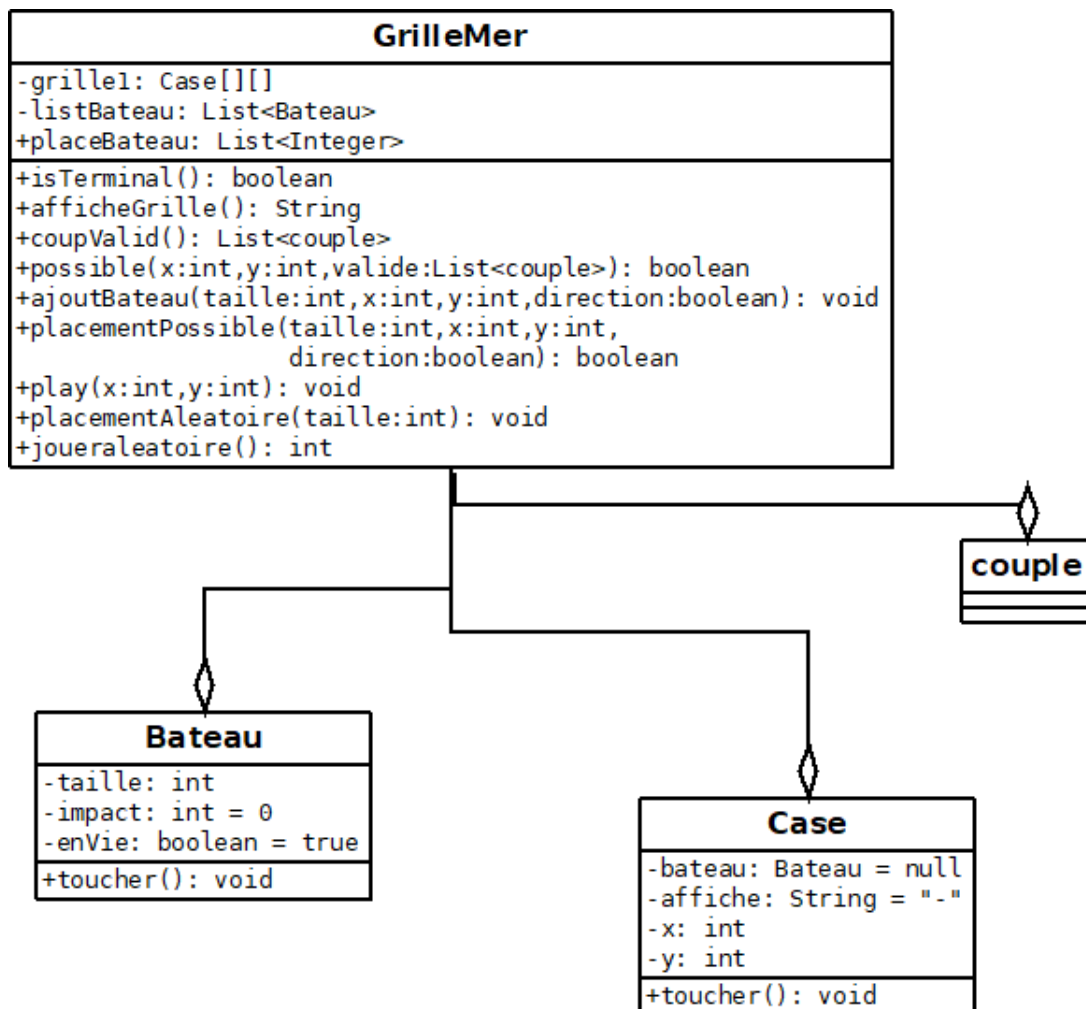 GrilleMer
-grille1: Case[][]
-listBateau: List<Bateau>
+placeBateau: List<Integer>
+isTerminal(): boolean
+afficheGrille(): String
+coupValid(): List<couple>
+possible(x:int,y:int,valide:List<couple>): boolean
+ajoutBateau(taille:int,x:int,y:int,direction:boolean): void
+placementPossible(taille:int,x:int,y:int,
direction:boolean): boolean
+play(x:int,y:int): void
+placementAleatoire(taille:int): void
+joueraleatoire(): int
couple
Bateau
-taille: int
-impact: int = 0
-enVie: boolean = true
+toucher(): void
Case
-bateau: Bateau = null
-affiche: String = "-"
-x: int
-y: int
+toucher(): void